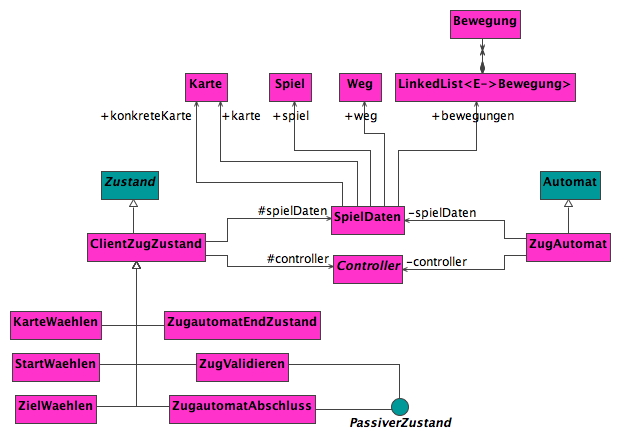 Bewegung
Karte
Spiel
Weg
LinkedList<E->Bewegung>
+konkreteKarte
+karte
+spiel
+weg
+bewegungen
Zustand
Automat
#spielDaten
SpielDaten
-spielDaten
ClientZugZustand
ZugAutomat
#controller
Controller
-controller
KarteWaehlen
ZugautomatEndZustand
StartWaehlen
ZugValidieren
ZielWaehlen
ZugautomatAbschluss
PassiverZustand